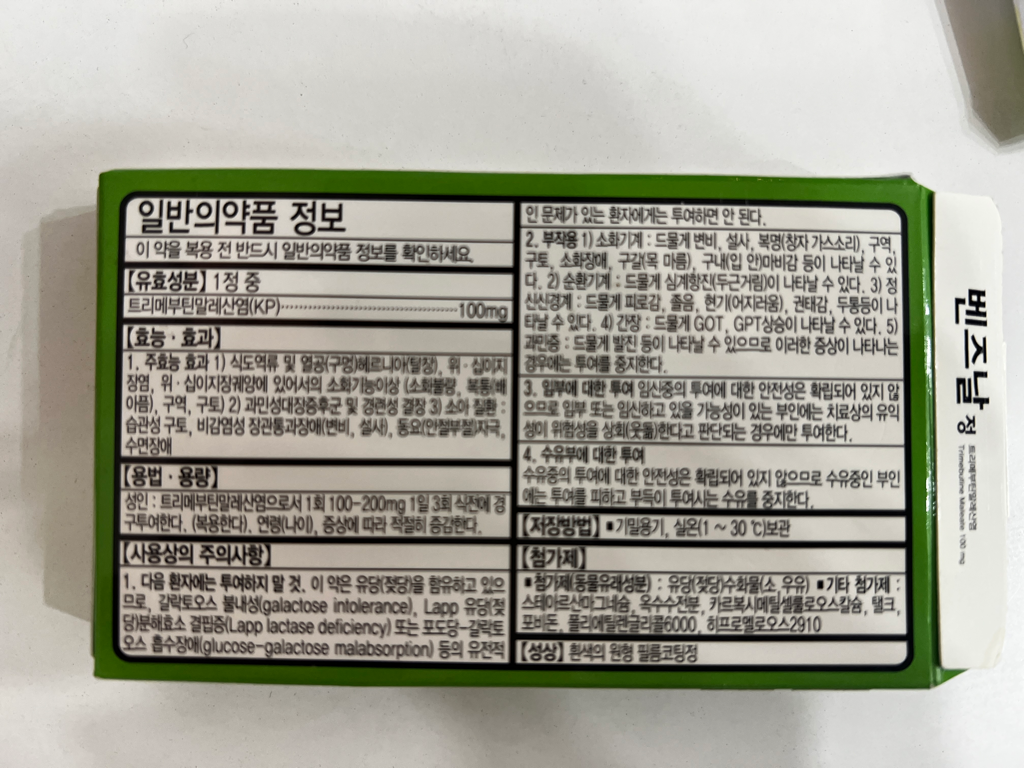 일반의약품 정보
이 약을 복용 전 반드시 일반의약품 정보를 확인하세요.
【유효성분】 1정 중
트리메부틴말레산염(KP)⋯⋯⋯⋯⋯⋯⋯⋯⋯⋯⋯⋯100mg
【효능 · 효과】
1. 주효능 효과 1) 식도역류 및 열공(구멍)헤르니아(탈장), 위 · 십이지
장염, 위 · 십이지장궤양에 있어서의 소화기능이상 (소화불량, 복통(배
아픔), 구역, 구토) 2) 과민성대장증후군 및 경련성 결장 3) 소아 질환 :
습관성 구토, 비감염성 장관통과장애(변비, 설사), 동요(안절부절)자극,
수면장애
【용법 · 용량】
성인 : 트리메부틴말레산염으로서 1회 100-200mg 1일 3회 식전에 경
구투여한다. (복용한다). 연령(나이), 증상에 따라 적절히 증감한다.
【사용상의 주의사항】
1. 다음 환자에는 투여하지 말 것. 이 약은 유당(젖당)을 함유하고 있으
므로, 갈락토오스 불내성(galactose intolerance), Lapp 유당(젖
당)분해효소 결핍증(Lapp lactase deficiency) 또는 포도당-갈락토
오스 흡수장애(glucose-galactose malabsorption) 등의 유전적
인 문제가 있는 환자에게는 투여하면 안 된다.
2. 부작용 1) 소화기계 : 드물게 변비, 설사, 복명(창자 가스소리), 구역,
구토, 소화장애, 구갈(목 마름), 구내(입 안)마비감 등이 나타날 수 있
다. 2) 순환기계 : 드물게 심계항진(두근거림)이 나타날 수 있다. 3) 정
신신경계 : 드물게 피로감, 졸음, 현기(어지러움), 권태감, 두통등이 나
타날 수 있다. 4) 간장 : 드물게 GOT, GPT상승이 나타날 수 있다. 5)
과민증 : 드물게 발진 등이 나타날 수 있으므로 이러한 증상이 나타나는
경우에는 투여를 중지한다.
3. 임부에 대한 투여 임신중의 투여에 대한 안전성은 확립되어 있지 않
으므로 임부 또는 임신하고 있을 가능성이 있는 부인에는 치료상의 유익
성이 위험성을 상회(웃돎)한다고 판단되는 경우에만 투여한다.
4. 수유부에 대한 투여
수유중의 투여에 대한 안전성은 확립되어 있지 않으므로 수유중인 부인
에는 투여를 피하고 부득이 투여시는 수유를 중지한다.
【저장방법】 ▪기밀용기, 실온(1 ~ 30 ℃)보관
【첨가제】
▪첨가제(동물유래성분) : 유당(젖당)수화물(소, 우유) ▪기타 첨가제 :
스테아르산마그네슘, 옥수수전분, 카르복시메틸셀룰로오스칼슘, 탤크,
포비돈, 폴리에틸렌글리콜6000, 히프로멜로오스2910
【성상】 흰색의 원형 필름코팅정
벤즈날 정
트리메부틴말레산염
Trimebutine Maleate 100 mg